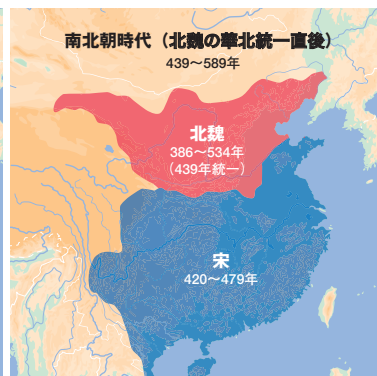 南北朝時代（北魏の華北統一直後）
439～589年
北魏
386～534年
（439年統一）
宋
420～479年